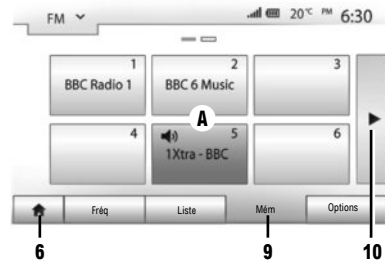 FM 20°C PM 6:30
1 2 3
BBC Radio 1 BBC 6 Music
A
4 5 6
1Xtra - BBC
Fréq Liste Mém Options
6 9 10